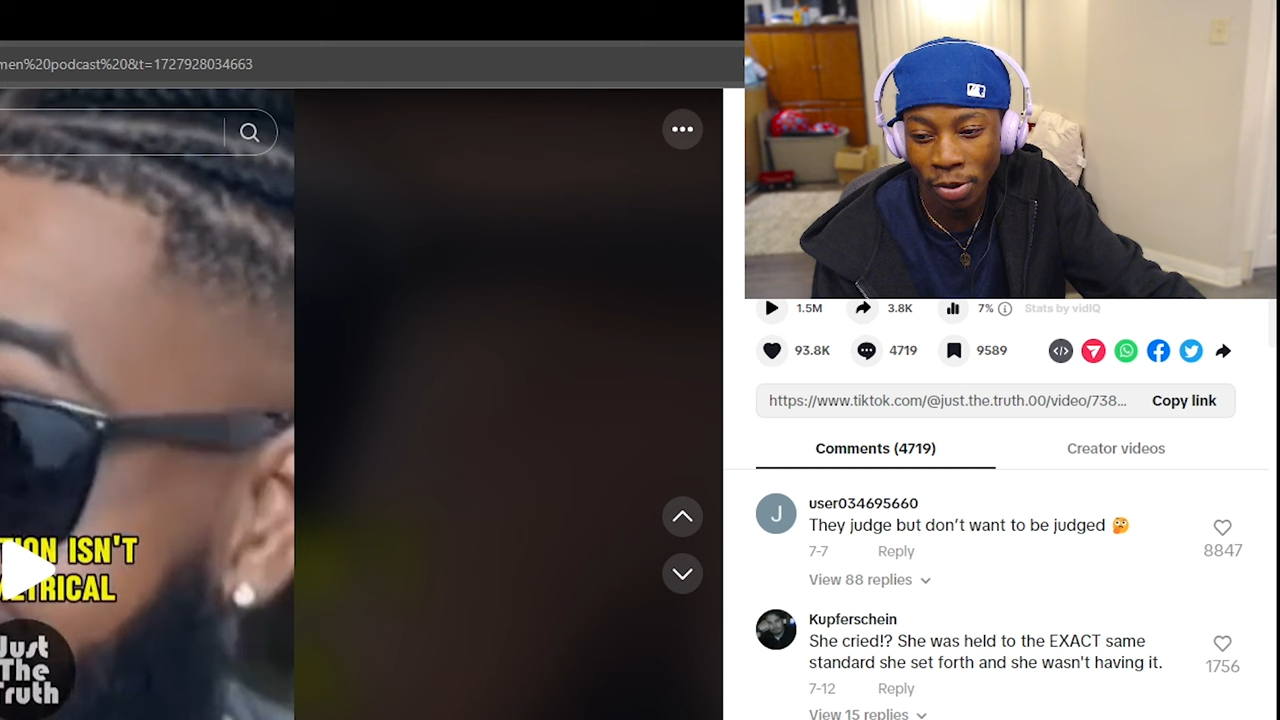 men%20podcast%20&t=1727928034663
ION ISN'T
Just
The
Truth
1.5M
3.8K
7%
Stats by vidIQ
93.8K
4719
9589
https://www.tiktok.com/@just.the.truth.00/video/738...
Copy link
Comments (4719)
Creator videos
J
user034695660
They judge but don’t want to be judged
8847
7-7
Reply
View 88 replies
Kupferschein
She cried!? She was held to the EXACT same
standard she set forth and she wasn't having it.
1756
7-12
Reply
View 15 replies